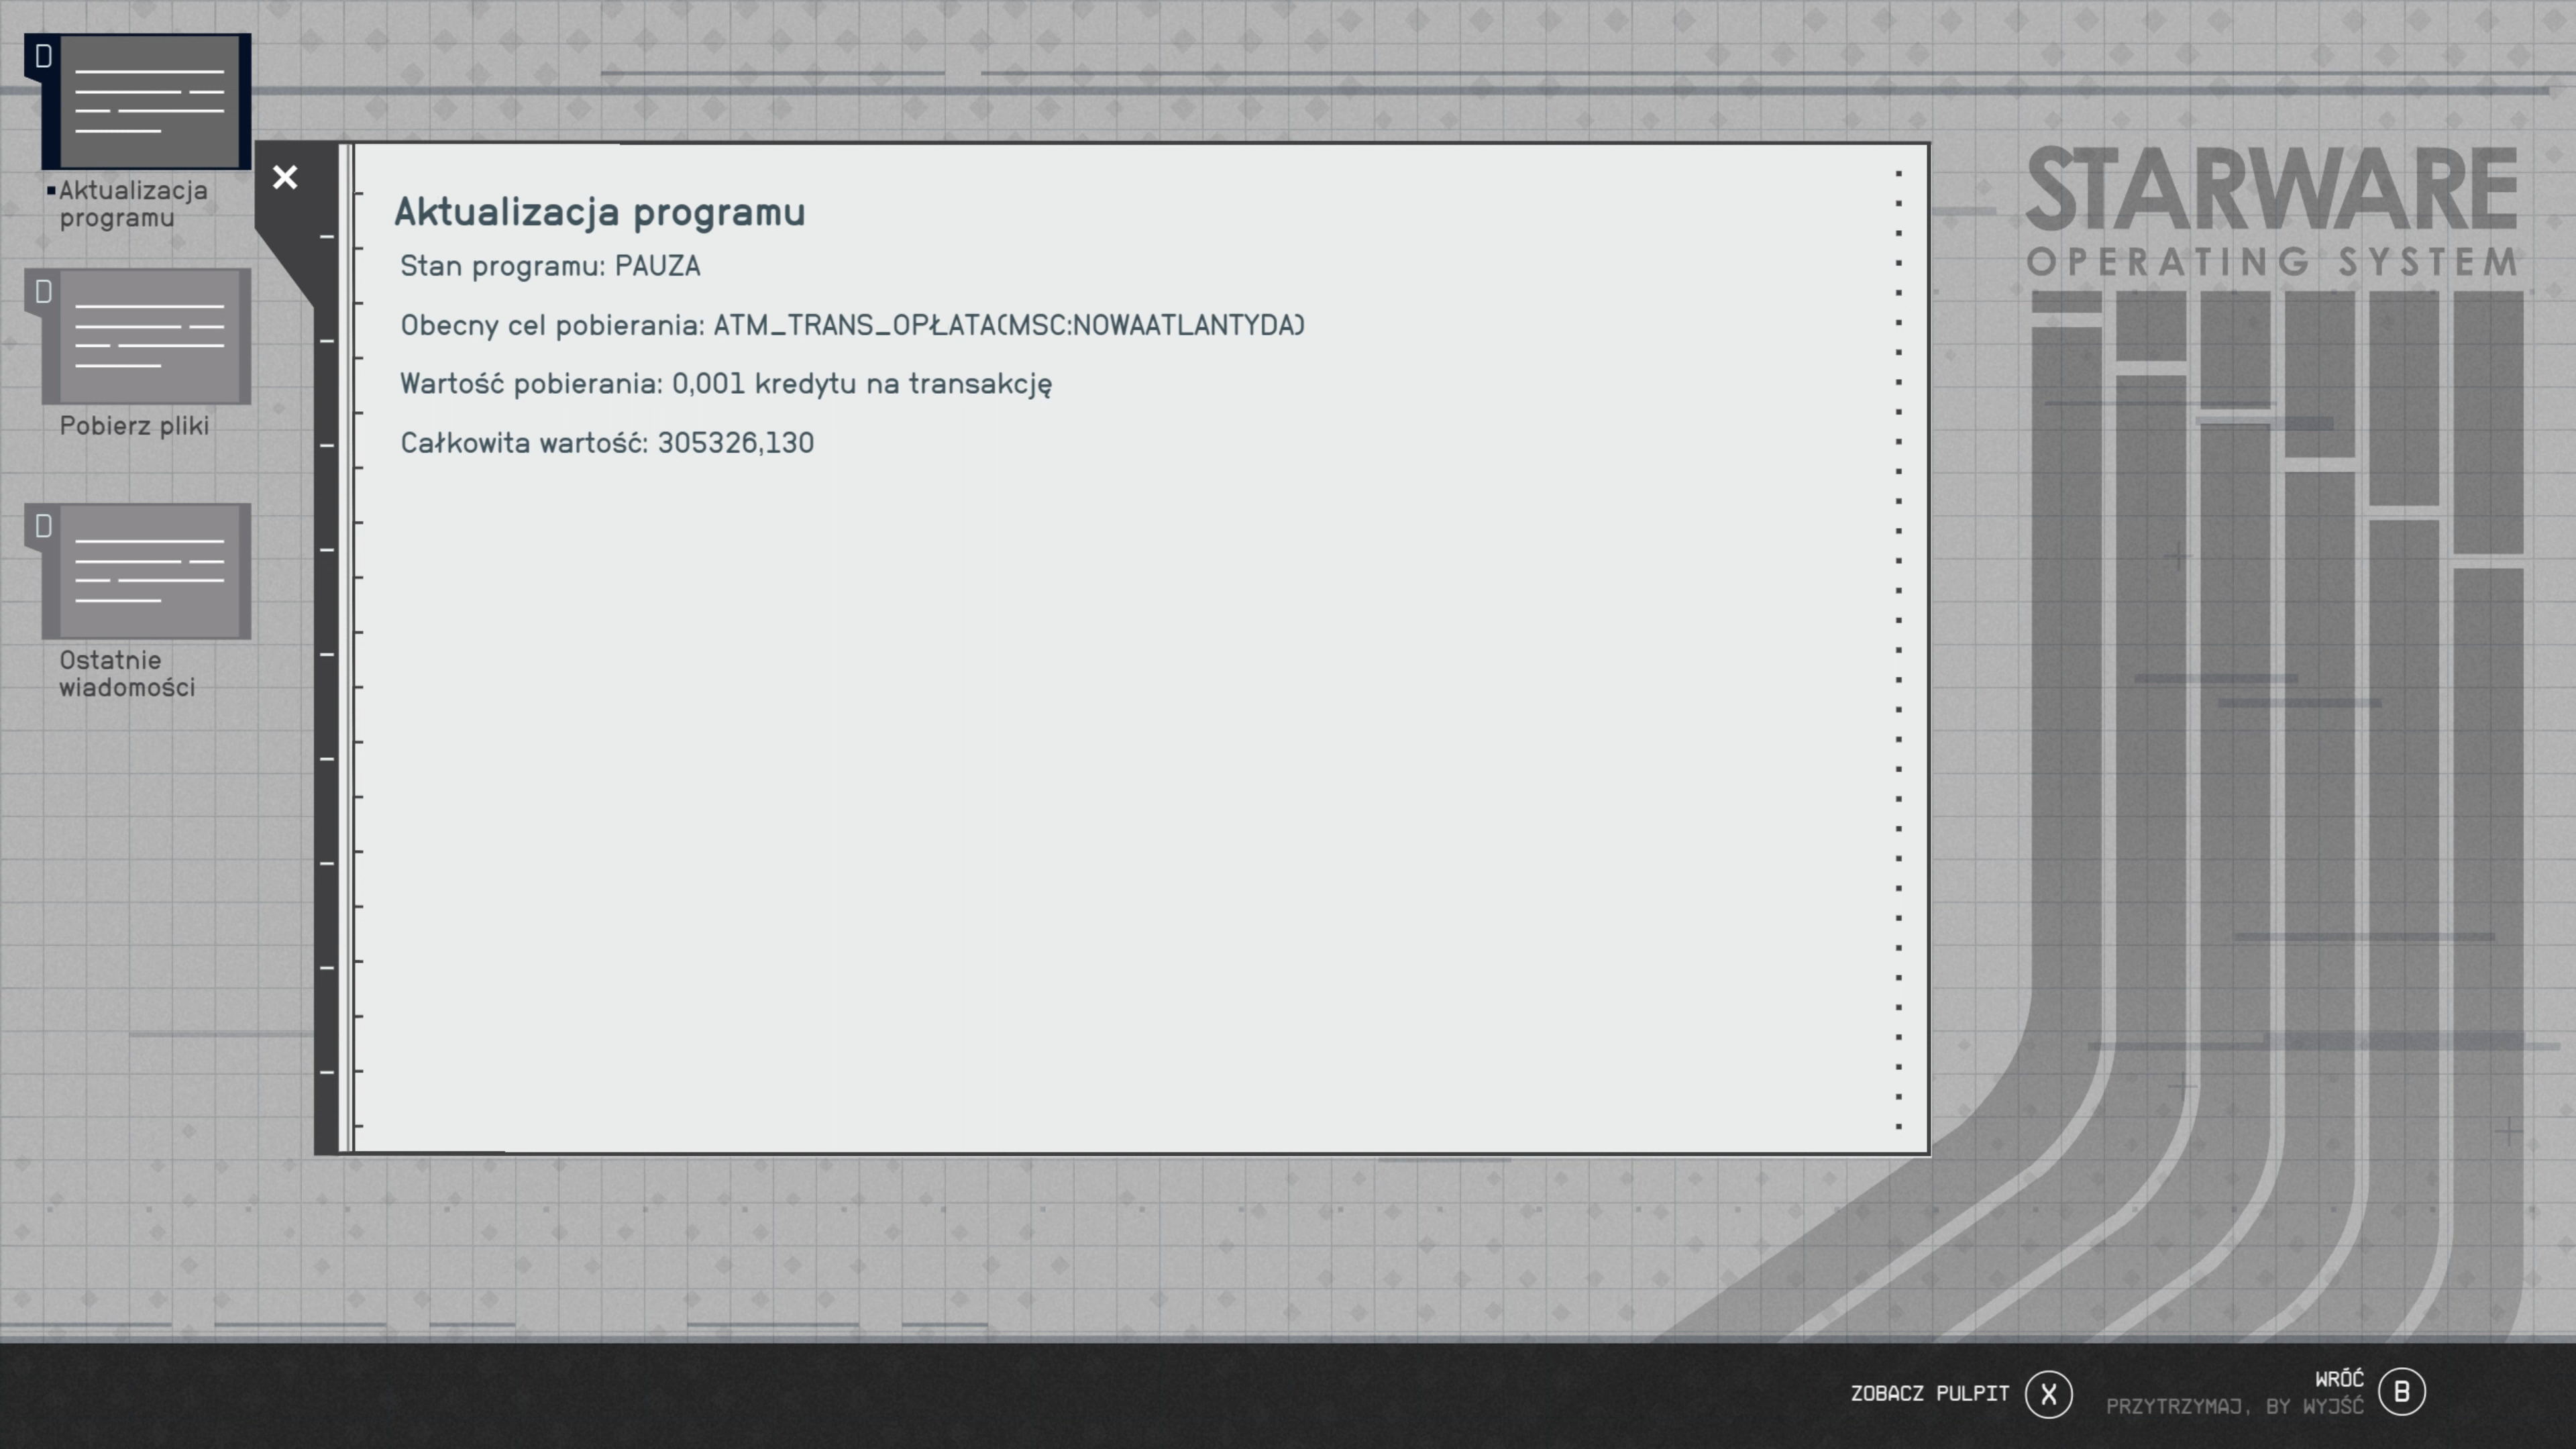 Aktualizacja
programu
Pobierz pliki
Ostatnie
wiadomości
Aktualizacja programu
Stan programu: PAUZA
Obecny cel pobierania: ATM_TRANS_OPŁATA(MSC:NOWAATLANTYDA)
Wartość pobierania: 0,001 kredytu na transakcję
Całkowita wartość: 305326,130
STARWARE
OPERATING SYSTEM
ZOBACZ PULPIT X
WRÓĆ B
PRZYTRZYMAJ, BY WYJŚĆ